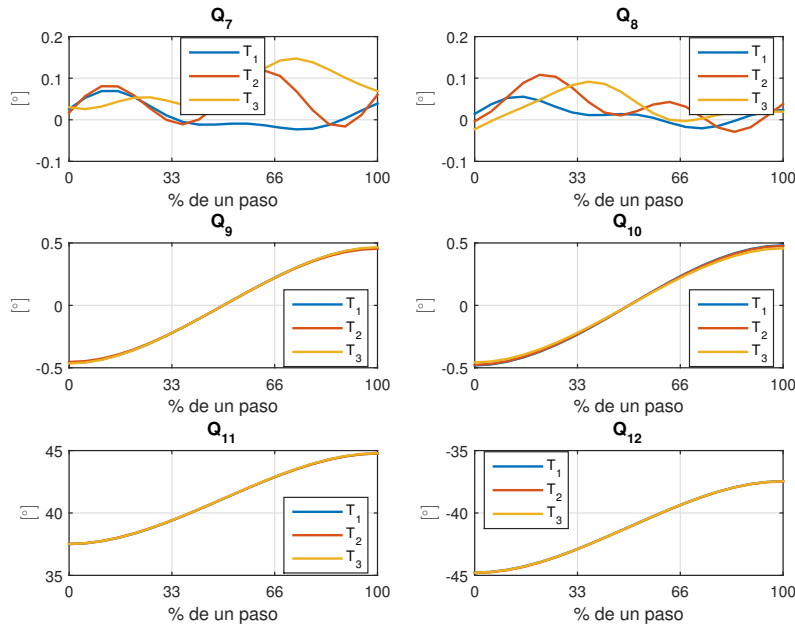 Q7
0.2
0.1
0
-0.1
[°]
T1
T2
T3
0
33
66
100
% de un paso
Q8
0.2
0.1
0
-0.1
[°]
T1
T2
T3
0
33
66
100
% de un paso
Q9
0.5
0
-0.5
[°]
T1
T2
T3
0
33
66
100
% de un paso
Q10
0.5
0
-0.5
[°]
T1
T2
T3
0
33
66
100
% de un paso
Q11
45
40
35
[°]
T1
T2
T3
0
33
66
100
% de un paso
Q12
-35
-40
-45
[°]
T1
T2
T3
0
33
66
100
% de un paso